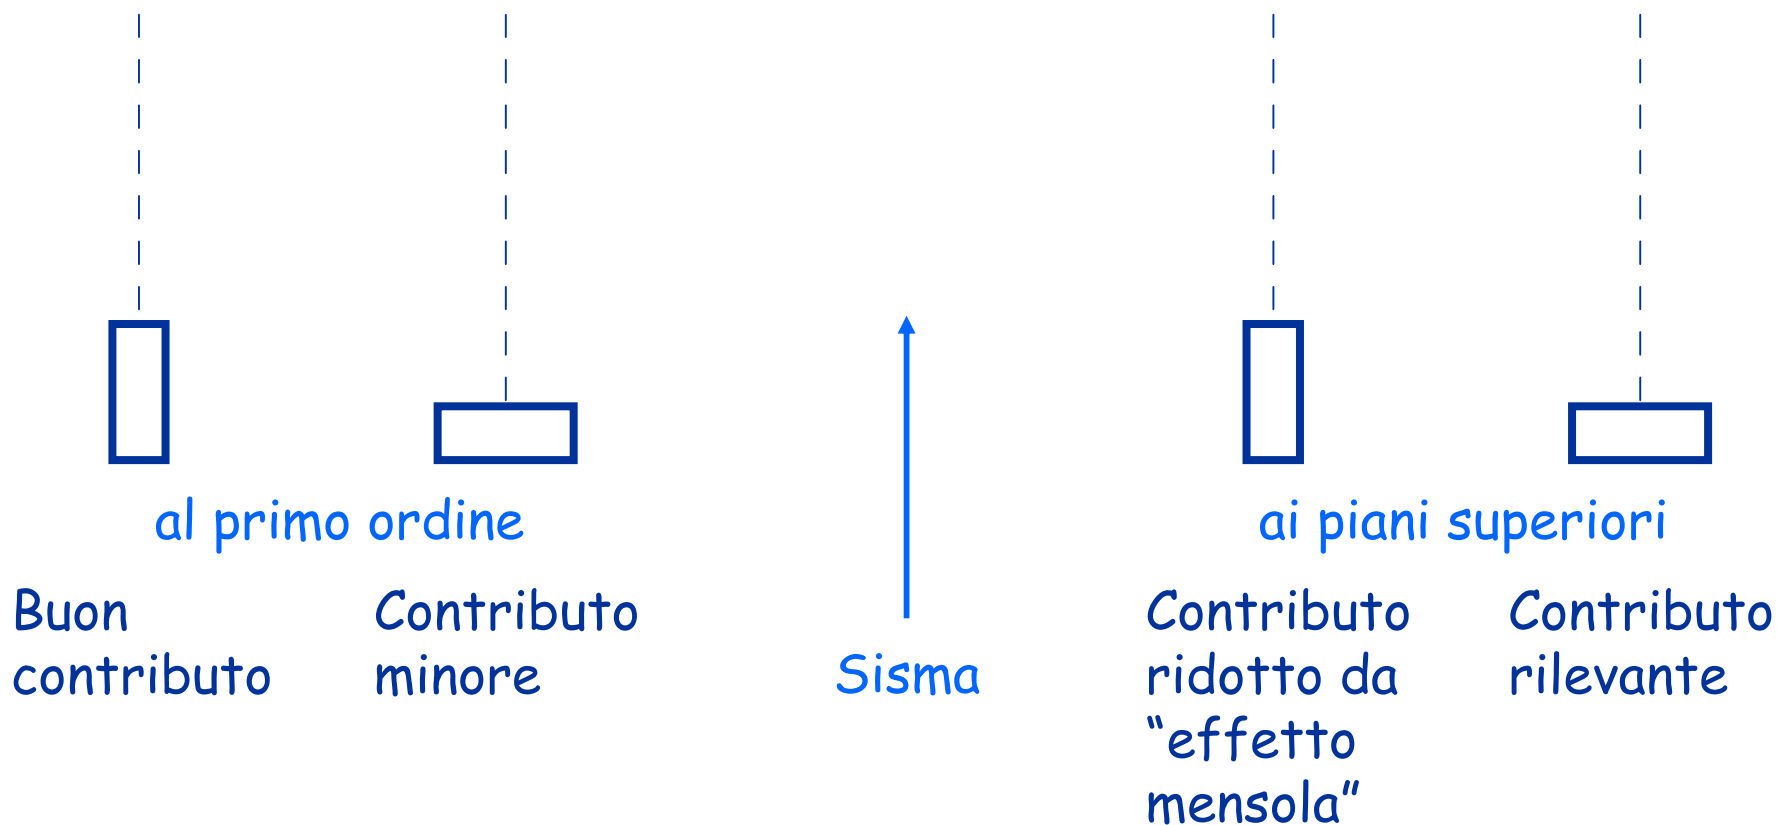 al primo ordine
Buon
contributo
Contributo
minore
Sisma
ai piani superiori
Contributo
ridotto da
“effetto
mensola”
Contributo
rilevante